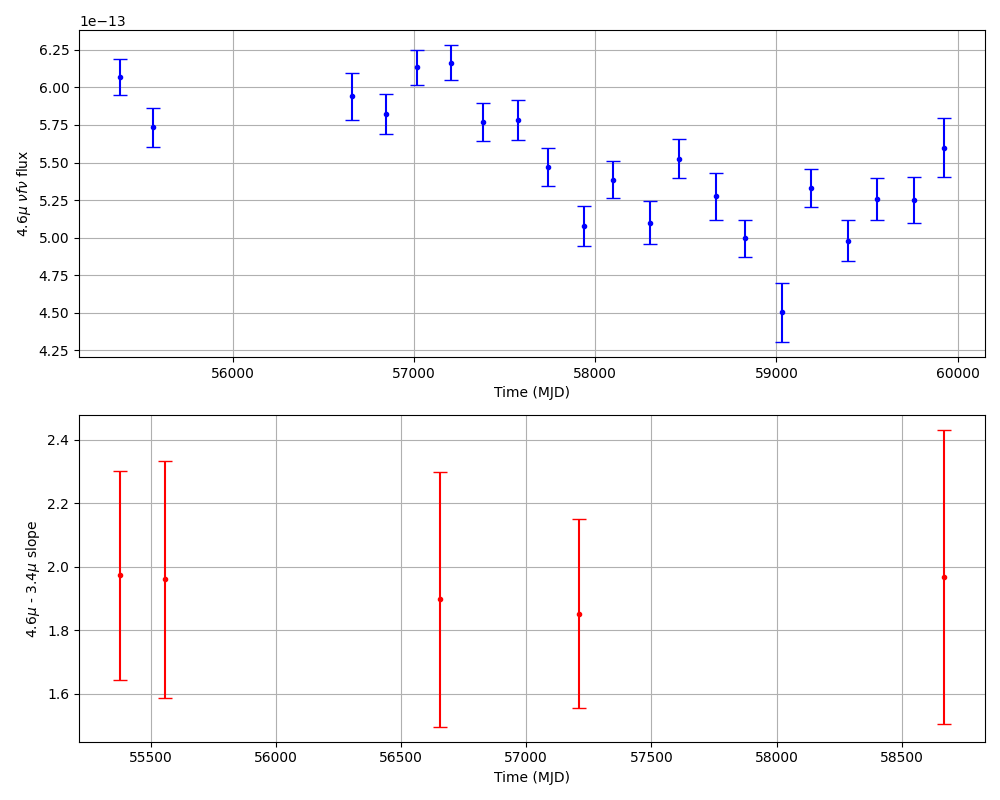 1e−13
4.6μ νfν flux
6.25
6.00
5.75
5.50
5.25
5.00
4.75
4.50
4.25
56000 57000 58000 59000 60000
Time (MJD)
4.6μ - 3.4μ slope
2.4
2.2
2.0
1.8
1.6
55500 56000 56500 57000 57500 58000 58500
Time (MJD)